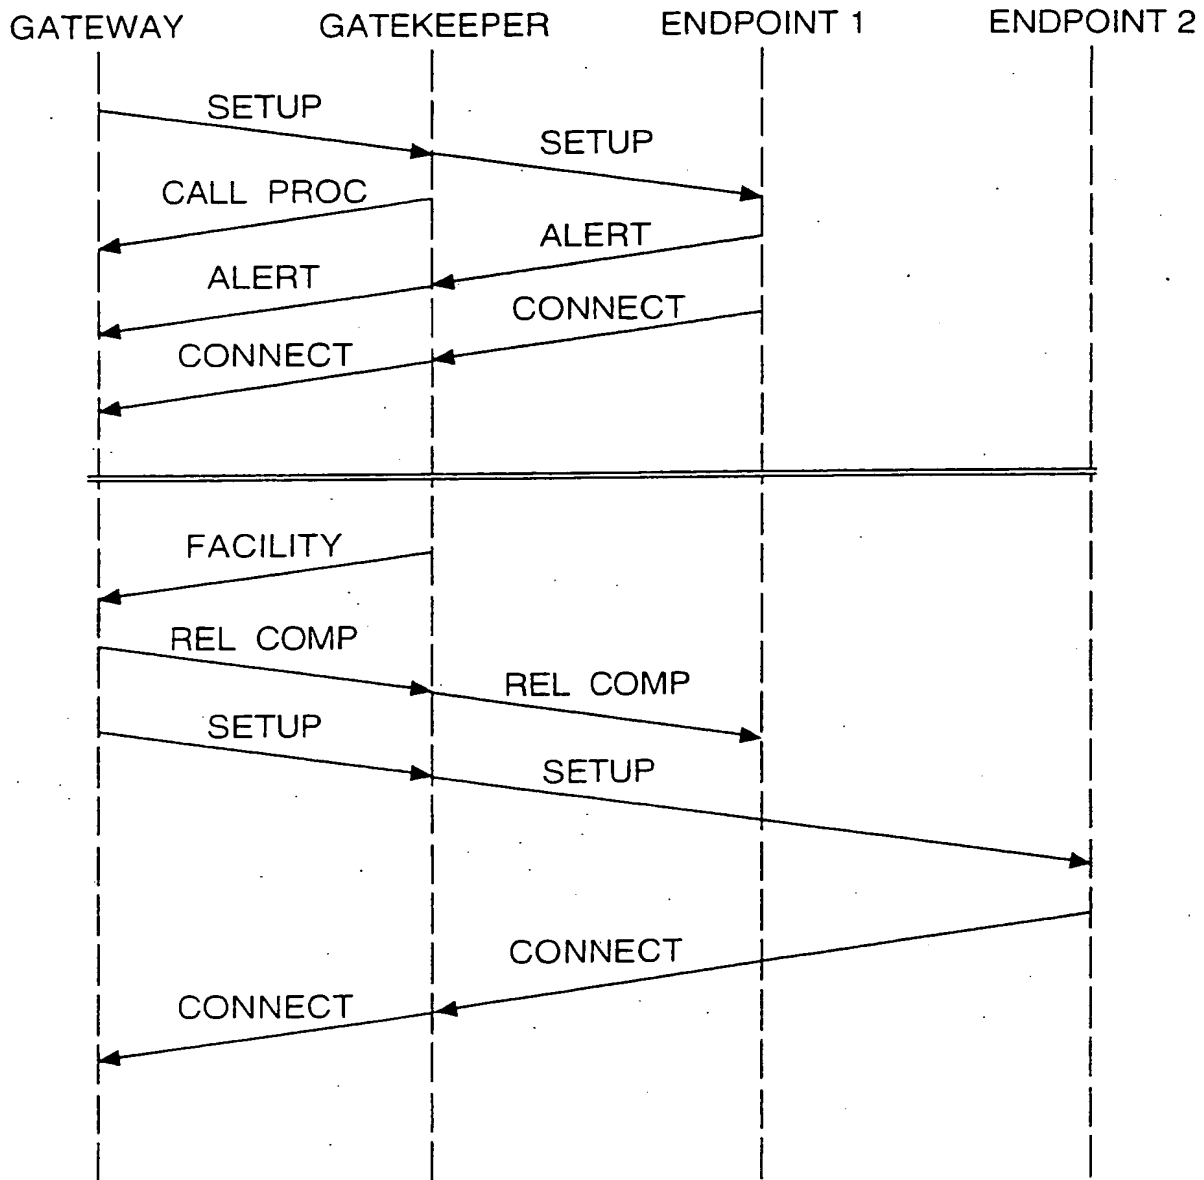 GATEWAY GATEKEEPER ENDPOINT 1 ENDPOINT 2
SETUP
SETUP
CALL PROC
ALERT
ALERT
CONNECT
CONNECT
FACILITY
REL COMP
REL COMP
SETUP
SETUP
CONNECT
CONNECT